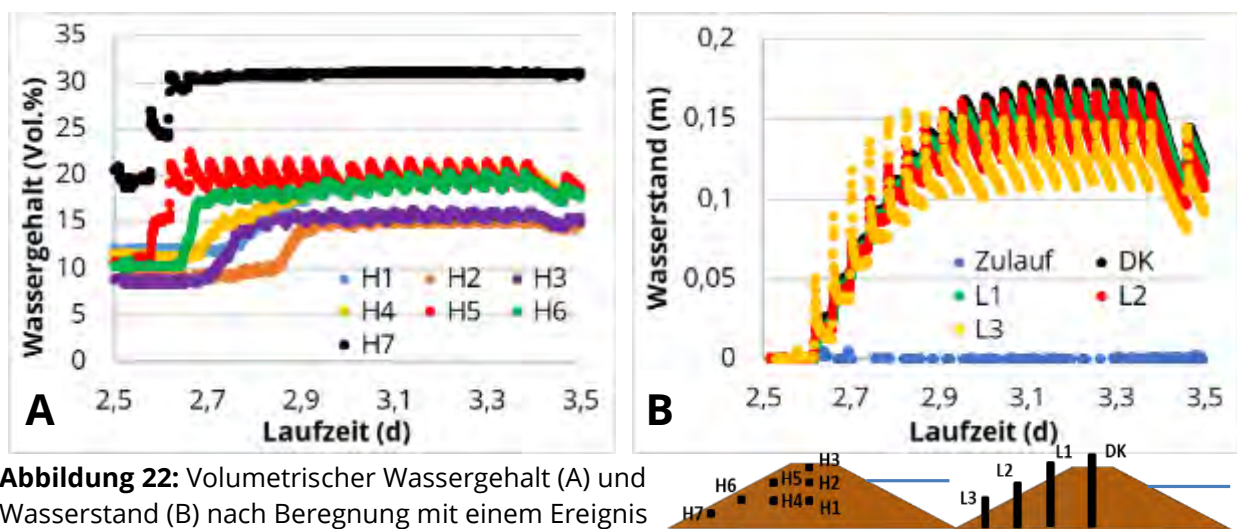 35
30
25
20
15
10
5
0
Wassergehalt (Vol.%)
H1 H2 H3
H4 H5 H6
H7
2,5 2,7 2,9 3,1 3,3 3,5
A
Laufzeit (d)
0,2
0,15
0,1
0,05
0
Wasserstand (m)
Zulauf DK
L1 L2
L3
2,5 2,7 2,9 3,1 3,3 3,5
B
Laufzeit (d)
Abbildung 22: Volumetrischer Wassergehalt (A) und
Wasserstand (B) nach Beregnung mit einem Ereignis
H3
H5 H2
H6
H4 H1
H7
DK
L1
L2
L3